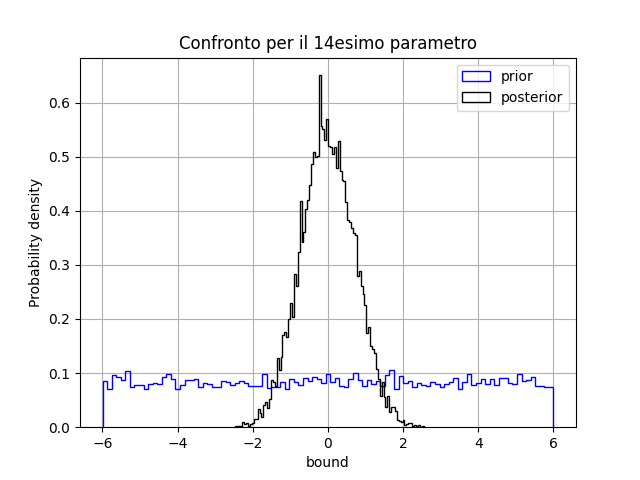 Confronto per il 14esimo parametro
prior
posterior
Probability density
0.6
0.5
0.4
0.3
0.2
0.1
0.0
−6
−4
−2
0
2
4
6
bound